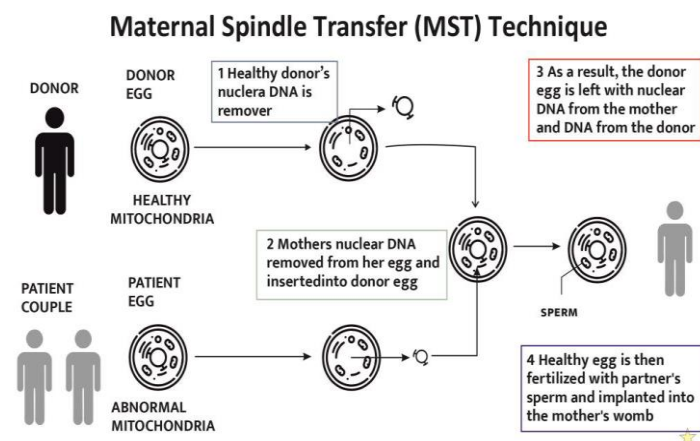 Maternal Spindle Transfer (MST) Technique
DONOR
DONOR
EGG
HEALTHY
MITOCHONDRIA
1 Healthy donor's
nuclera DNA is
remover
3 As a result, the donor
egg is left with nuclear
DNA from the mother
and DNA from the donor
2 Mothers nuclear DNA
removed from her egg and
insertedinto donor egg
PATIENT
COUPLE
PATIENT
EGG
ABNORMAL
MITOCHONDRIA
SPERM
4 Healthy egg is then
fertilized with partner's
sperm and implanted into
the mother's womb